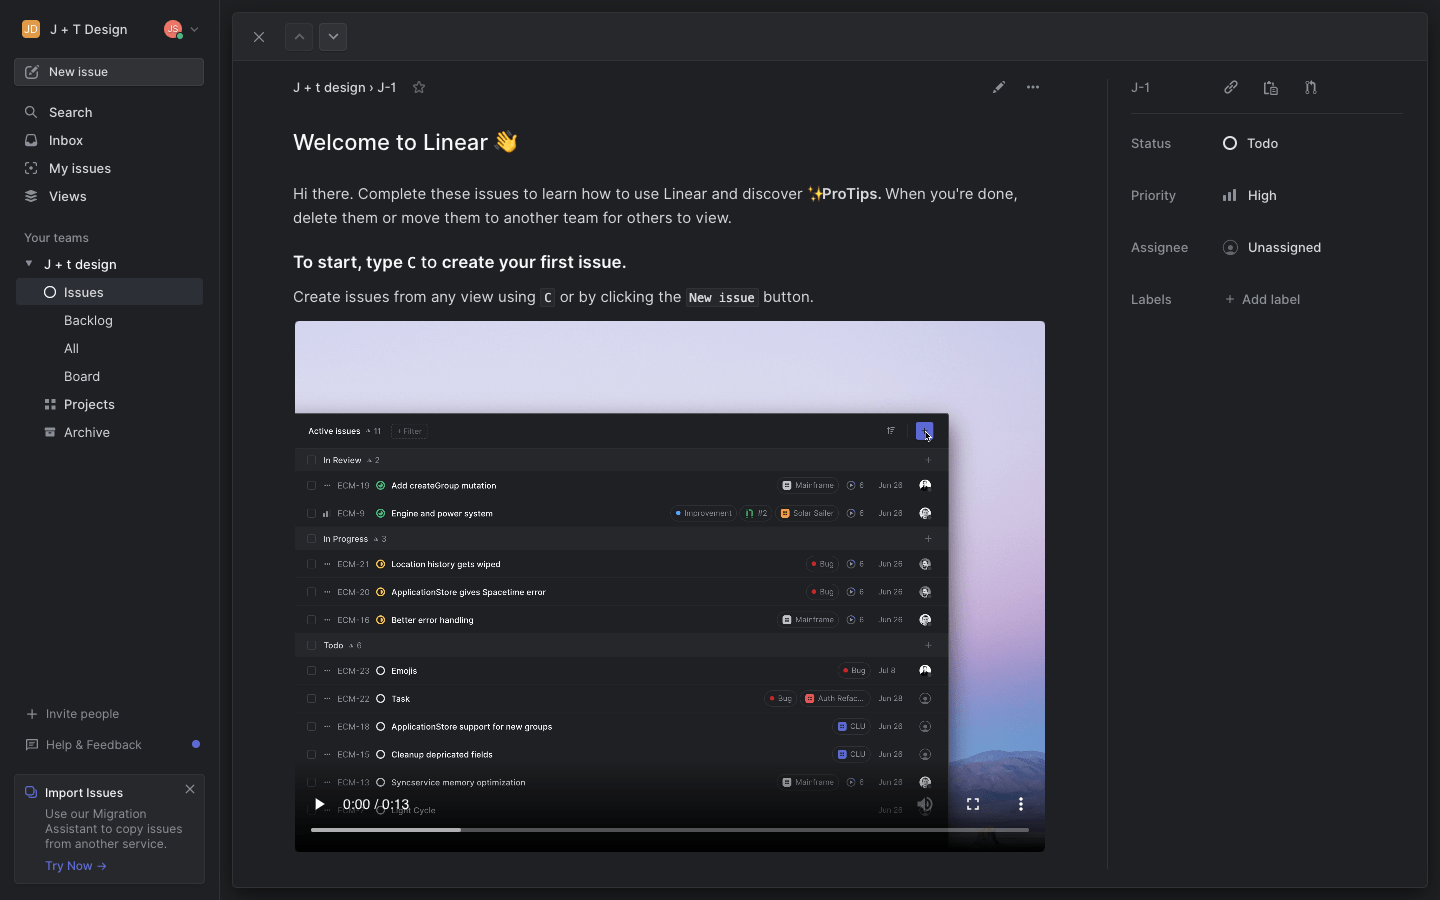 JD J + T Design JS
New issue
Search
Inbox
My issues
Views
Your teams
J + t design
Issues
Backlog
All
Board
Projects
Archive
Invite people
Help & Feedback
Import Issues
Use our Migration
Assistant to copy issues
from another service.
Try Now →
J + t design › J-1
Welcome to Linear 👋
Hi there. Complete these issues to learn how to use Linear and discover ✨ProTips. When you're done,
delete them or move them to another team for others to view.
To start, type C to create your first issue.
Create issues from any view using C or by clicking the New issue button.
Active issues 11 + Filter
In Review 2
ECM-19 Add createGroup mutation Mainframe 6 Jun 26
ECM-9 Engine and power system Improvement #2 Solar Sailer 6 Jun 26
In Progress 3
ECM-21 Location history gets wiped Bug 6 Jun 26
ECM-20 ApplicationStore gives Spacetime error Bug 6 Jun 26
ECM-16 Better error handling Mainframe 6 Jun 26
Todo 6
ECM-23 Emojis Bug Jul 8
ECM-22 Task Bug Auth Refac... Jun 28
ECM-18 ApplicationStore support for new groups CLU Jun 26
ECM-15 Cleanup depricated fields CLU Jun 26
ECM-13 Syncservice memory optimization Mainframe 6 Jun 26
Light Cycle Jun 26
0:00 / 0:13
J-1
Status Todo
Priority High
Assignee Unassigned
Labels + Add label